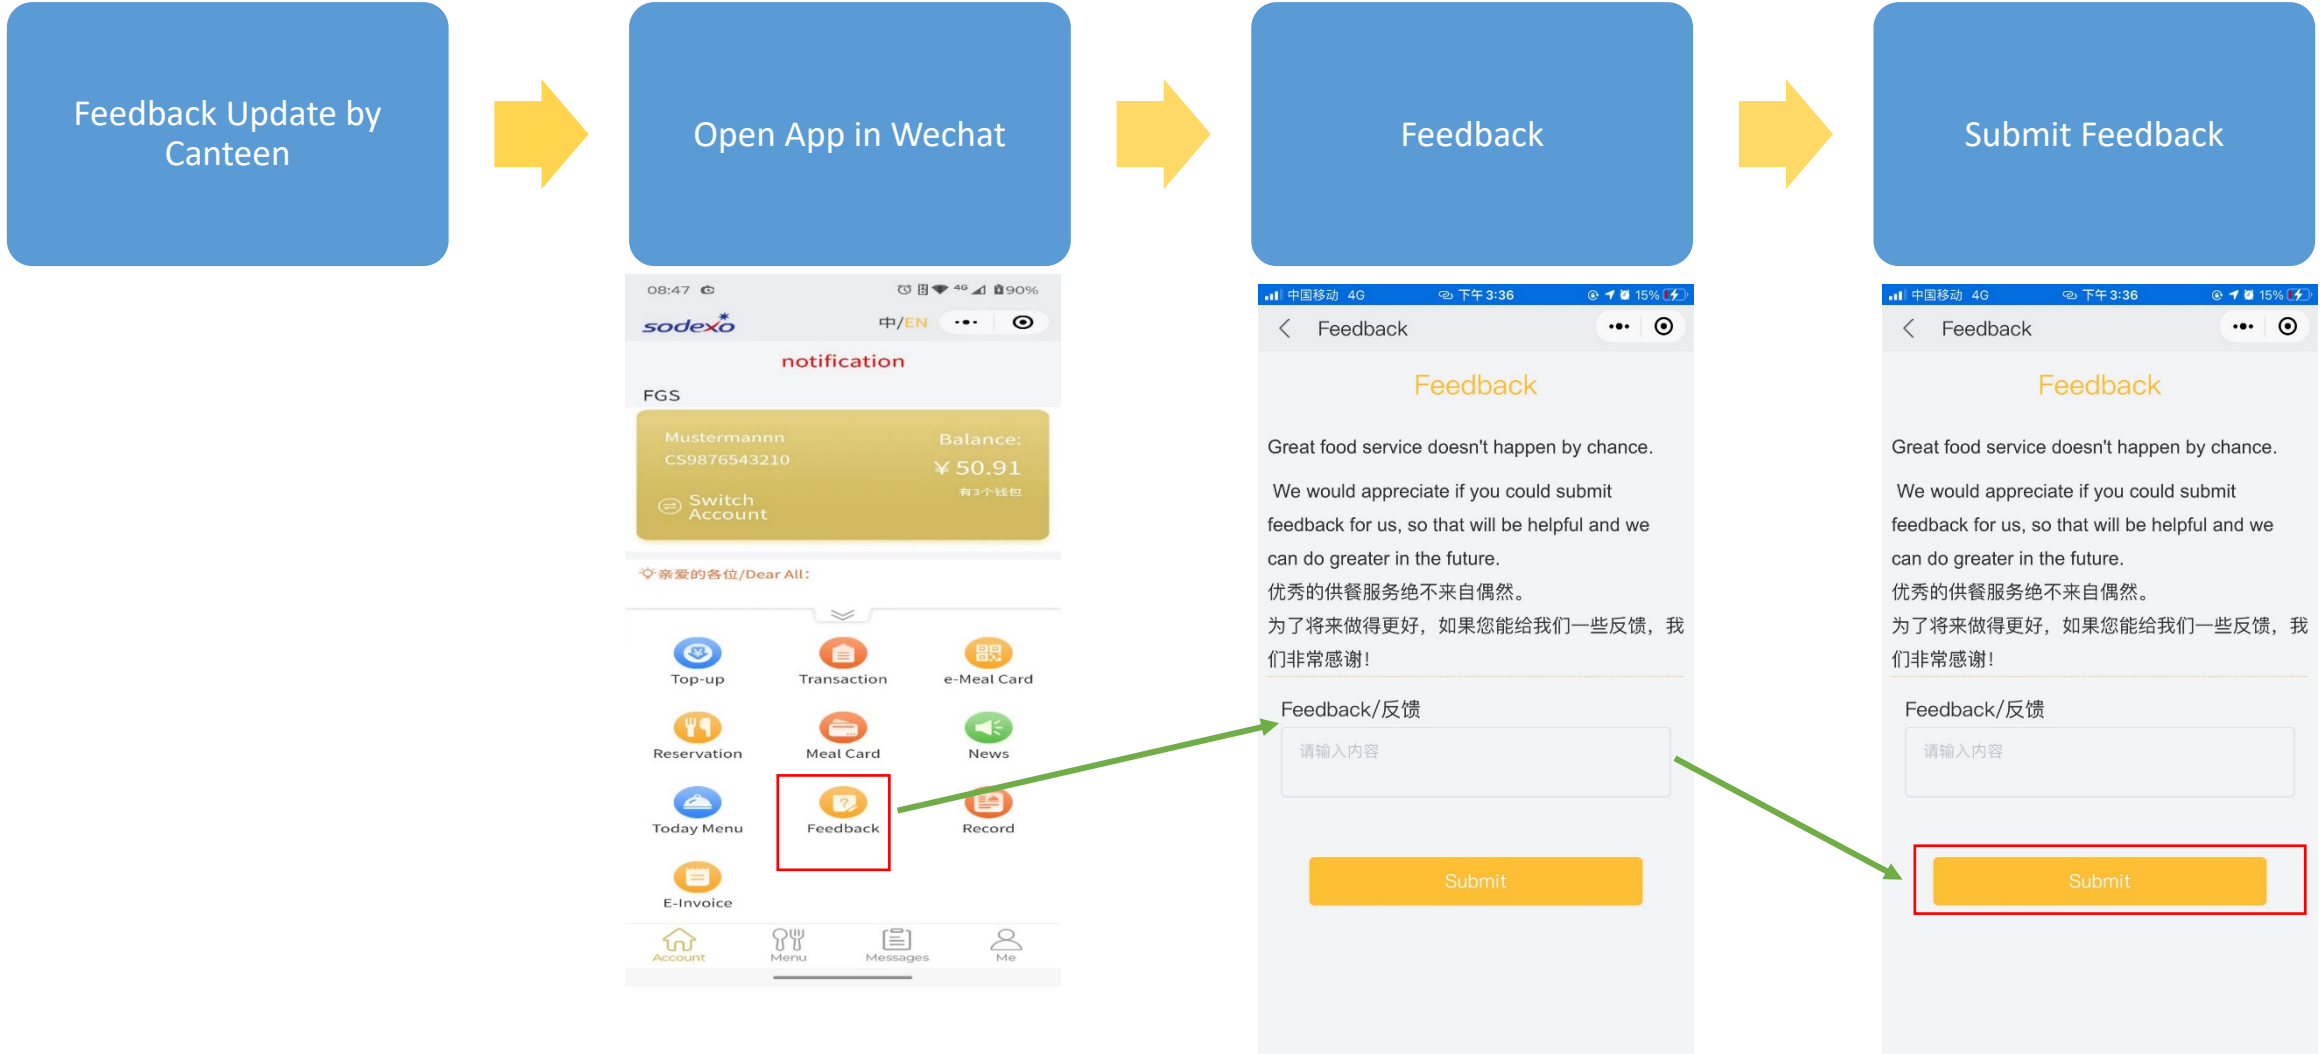 Feedback Update by
Canteen
Open App in Wechat
Feedback
Submit Feedback
08:47
4G
90%
sodexo
中/EN
notification
FGS
Mustermannn
CS9876543210
Balance:
¥ 50.91
有3个钱包
Switch
Account
亲爱的各位/Dear All:
Top-up
Transaction
e-Meal Card
Reservation
Meal Card
News
Today Menu
Feedback
Record
E-Invoice
Account
Menu
Messages
Me
中国移动 4G
下午3:36
15%
Feedback
Feedback
Great food service doesn't happen by chance.
We would appreciate if you could submit
feedback for us, so that will be helpful and we
can do greater in the future.
优秀的供餐服务绝不来自偶然。
为了将来做得更好，如果您能给我们一些反馈，我
们非常感谢！
Feedback/反馈
请输入内容
Submit
中国移动 4G
下午3:36
15%
Feedback
Feedback
Great food service doesn't happen by chance.
We would appreciate if you could submit
feedback for us, so that will be helpful and we
can do greater in the future.
优秀的供餐服务绝不来自偶然。
为了将来做得更好，如果您能给我们一些反馈，我
们非常感谢！
Feedback/反馈
请输入内容
Submit